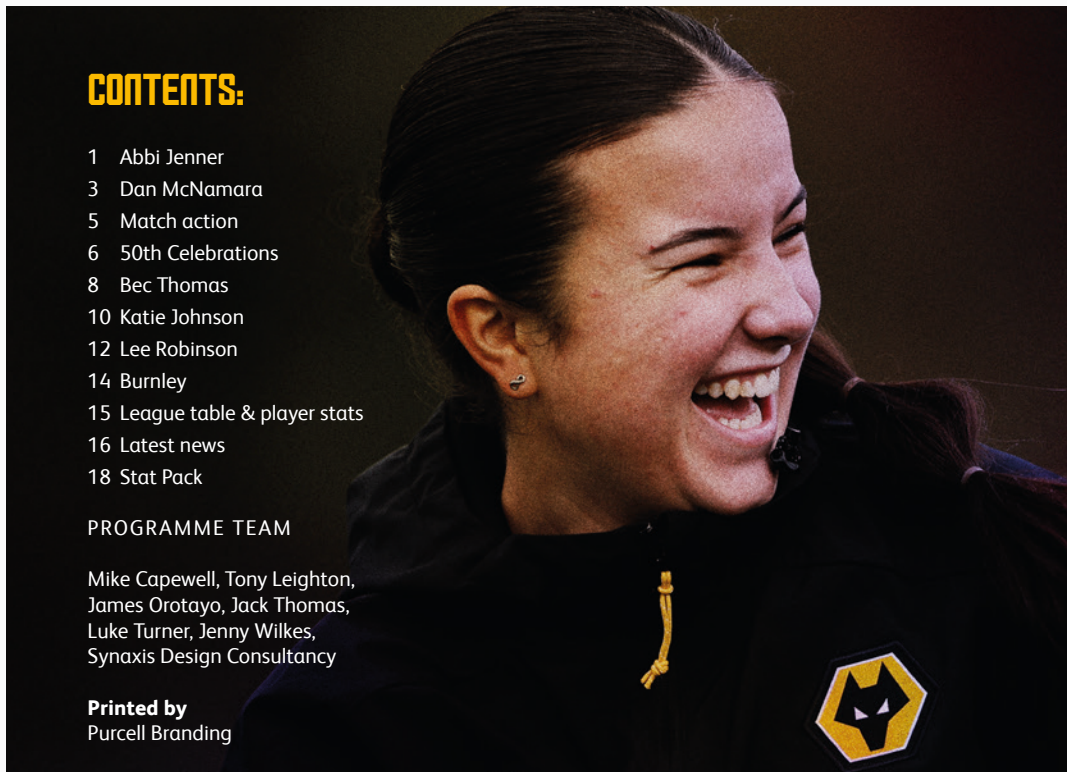 CONTENTS:
1 Abbi Jenner
3 Dan McNamara
5 Match action
6 50th Celebrations
8 Bec Thomas
10 Katie Johnson
12 Lee Robinson
14 Burnley
15 League table & player stats
16 Latest news
18 Stat Pack
PROGRAMME TEAM
Mike Capewell, Tony Leighton,
James Orotayo, Jack Thomas,
Luke Turner, Jenny Wilkes,
Synaxis Design Consultancy
Printed by
Purcell Branding